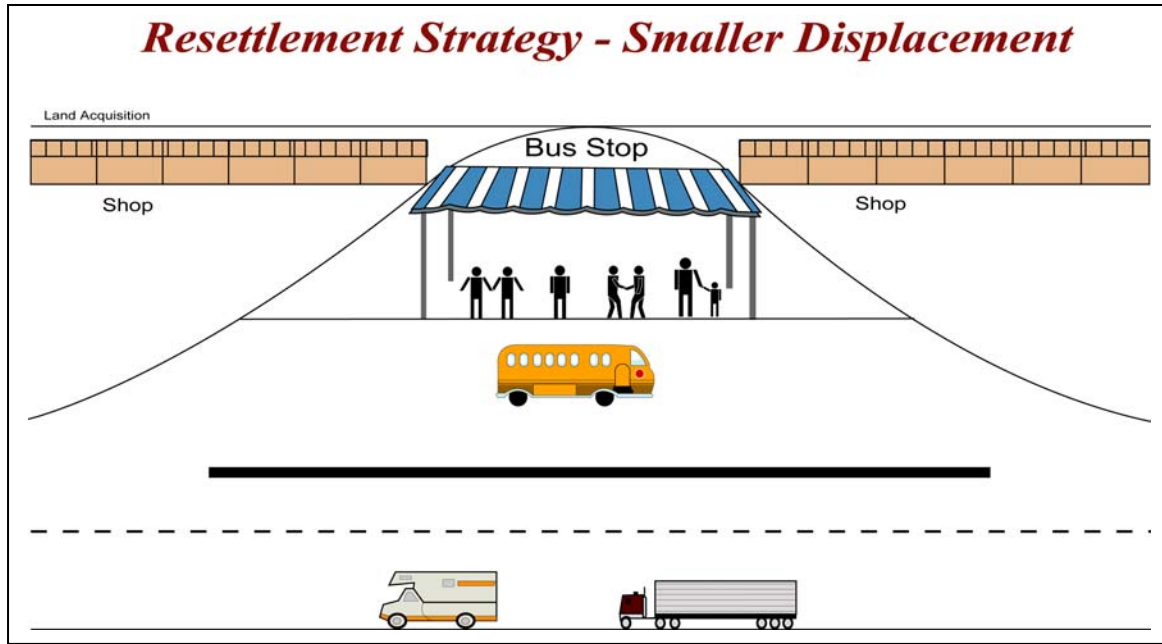 Resettlement Strategy - Smaller Displacement
Land Acquisition
Bus Stop
Shop
Shop